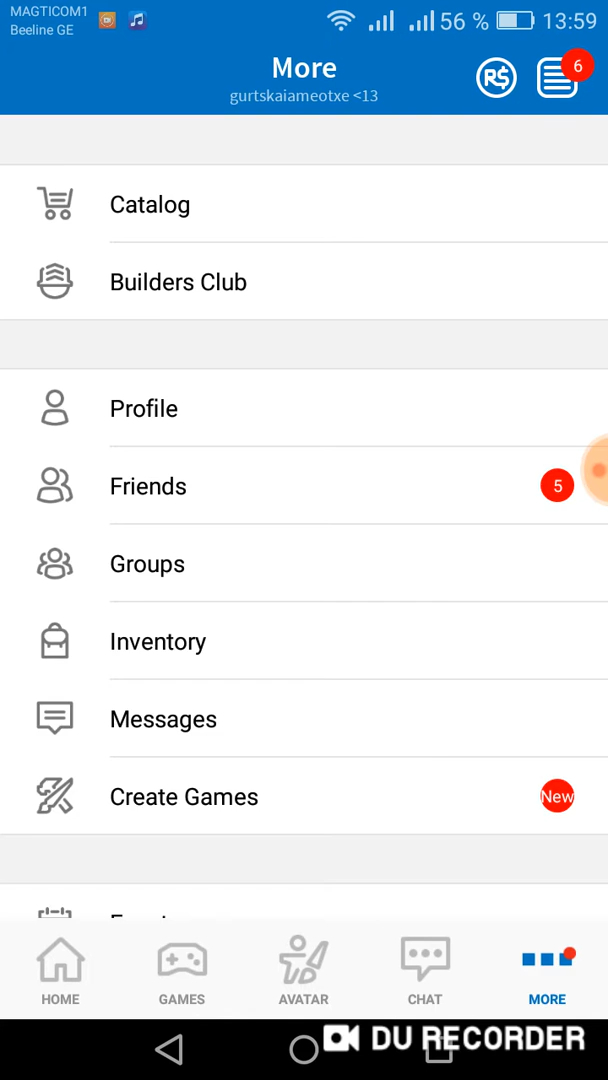 MAGTICOM1
Beeline GE
56 %
13:59
More
gurtskaiameotxe <13
R$
6
Catalog
Builders Club
Profile
Friends
5
Groups
Inventory
Messages
Create Games
New
HOME
GAMES
AVATAR
CHAT
MORE
DU RECORDER